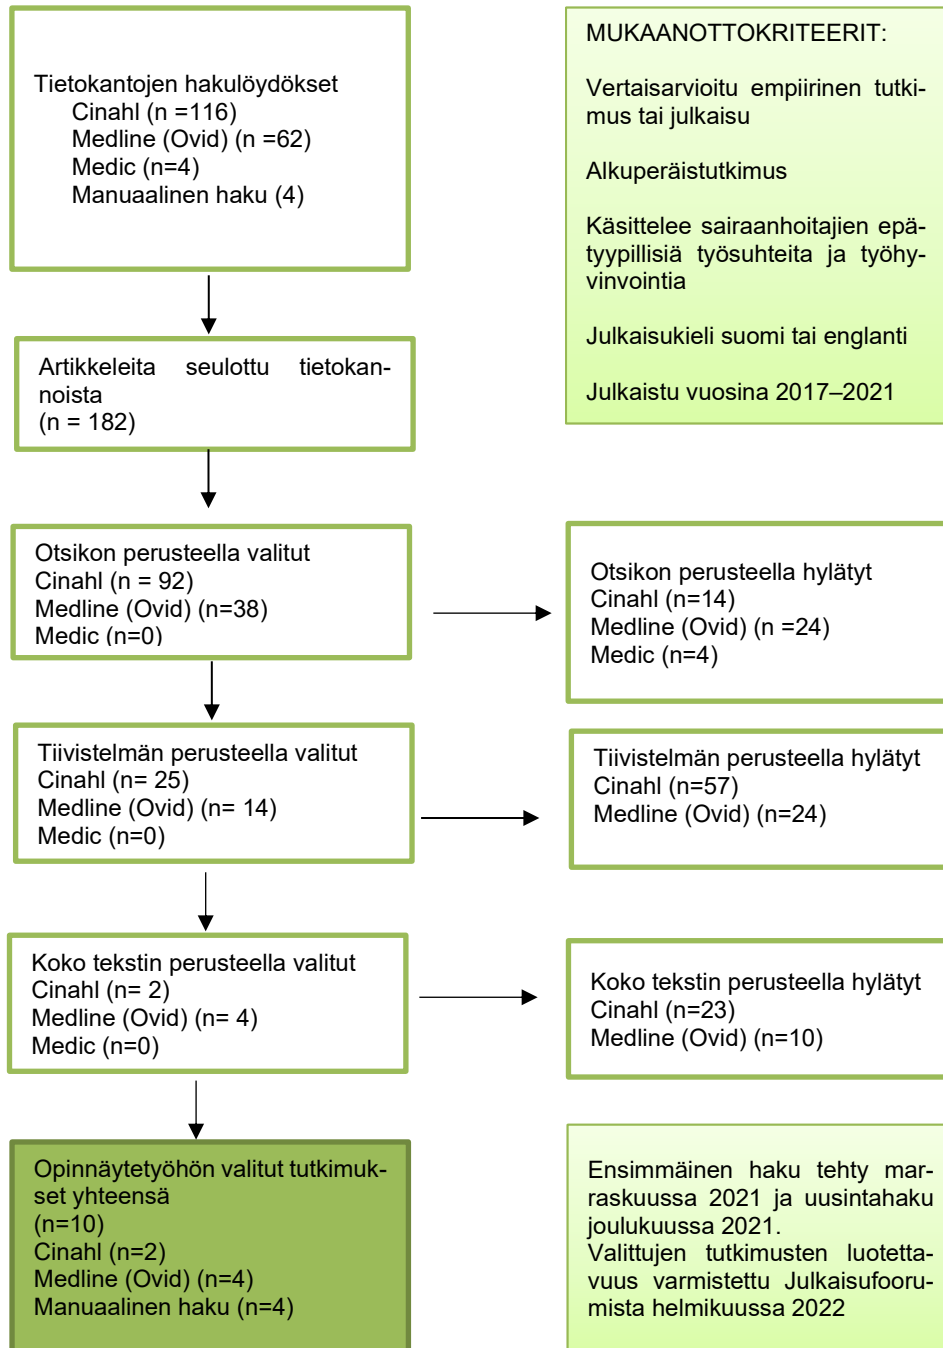 Tietokantojen hakulöydökset
Cinahl (n =116)
Medline (Ovid) (n =62)
Medic (n=4)
Manuaalinen haku (4)
MUKAANOTTOKRITEERIT:
Vertaisarvioitu empiirinen tutki-
mus tai julkaisu
Alkuperäistutkimus
Käsittelee sairaanhoitajien epä-
tyypillisiä työsuhteita ja työhy-
vinvointia
Julkaisukieli suomi tai englanti
Julkaistu vuosina 2017–2021
Artikkeleita seulottu tietokan-
noista
(n = 182)
Otsikon perusteella valitut
Cinahl (n = 92)
Medline (Ovid) (n=38)
Medic (n=0)
Otsikon perusteella hylätyt
Cinahl (n=14)
Medline (Ovid) (n =24)
Medic (n=4)
Tiivistelmän perusteella valitut
Cinahl (n= 25)
Medline (Ovid) (n= 14)
Medic (n=0)
Tiivistelmän perusteella hylätyt
Cinahl (n=57)
Medline (Ovid) (n=24)
Koko tekstin perusteella valitut
Cinahl (n= 2)
Medline (Ovid) (n= 4)
Medic (n=0)
Koko tekstin perusteella hylätyt
Cinahl (n=23)
Medline (Ovid) (n=10)
Opinnäytetyöhön valitut tutkimuk-
set yhteensä
(n=10)
Cinahl (n=2)
Medline (Ovid) (n=4)
Manuaalinen haku (n=4)
Ensimmäinen haku tehty mar-
raskuussa 2021 ja uusintahaku
joulukuussa 2021.
Valittujen tutkimusten luotetta-
vuus varmistettu Julkaisufooru-
mista helmikuussa 2022